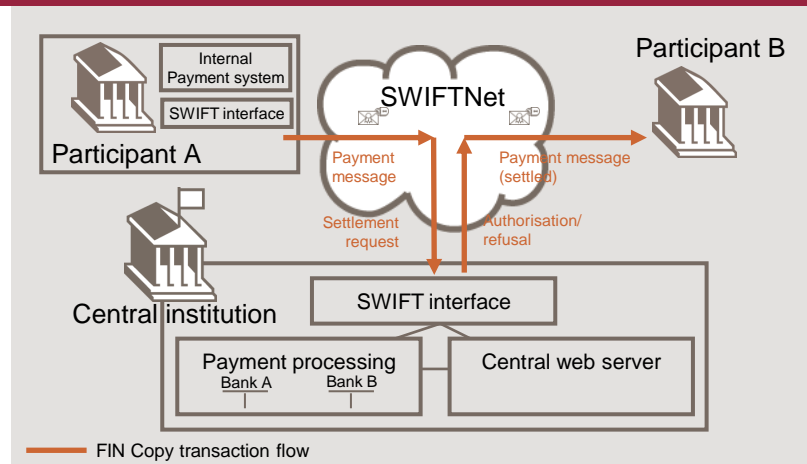 Internal
Payment system
SWIFT interface
Participant A
SWIFTNet
Participant B
Payment
message
Payment message
(settled)
Settlement
request
Authorisation/
refusal
Central institution
SWIFT interface
Payment processing
Bank A
Bank B
Central web server
FIN Copy transaction flow